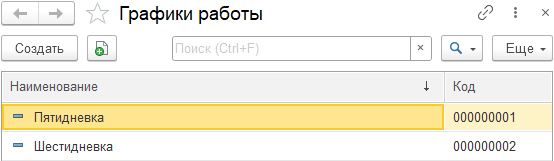 Графики работы
Создать
Поиск (Ctrl+F)
×
Еще
Наименование ↓ Код
Пятидневка 000000001
Шестидневка 000000002